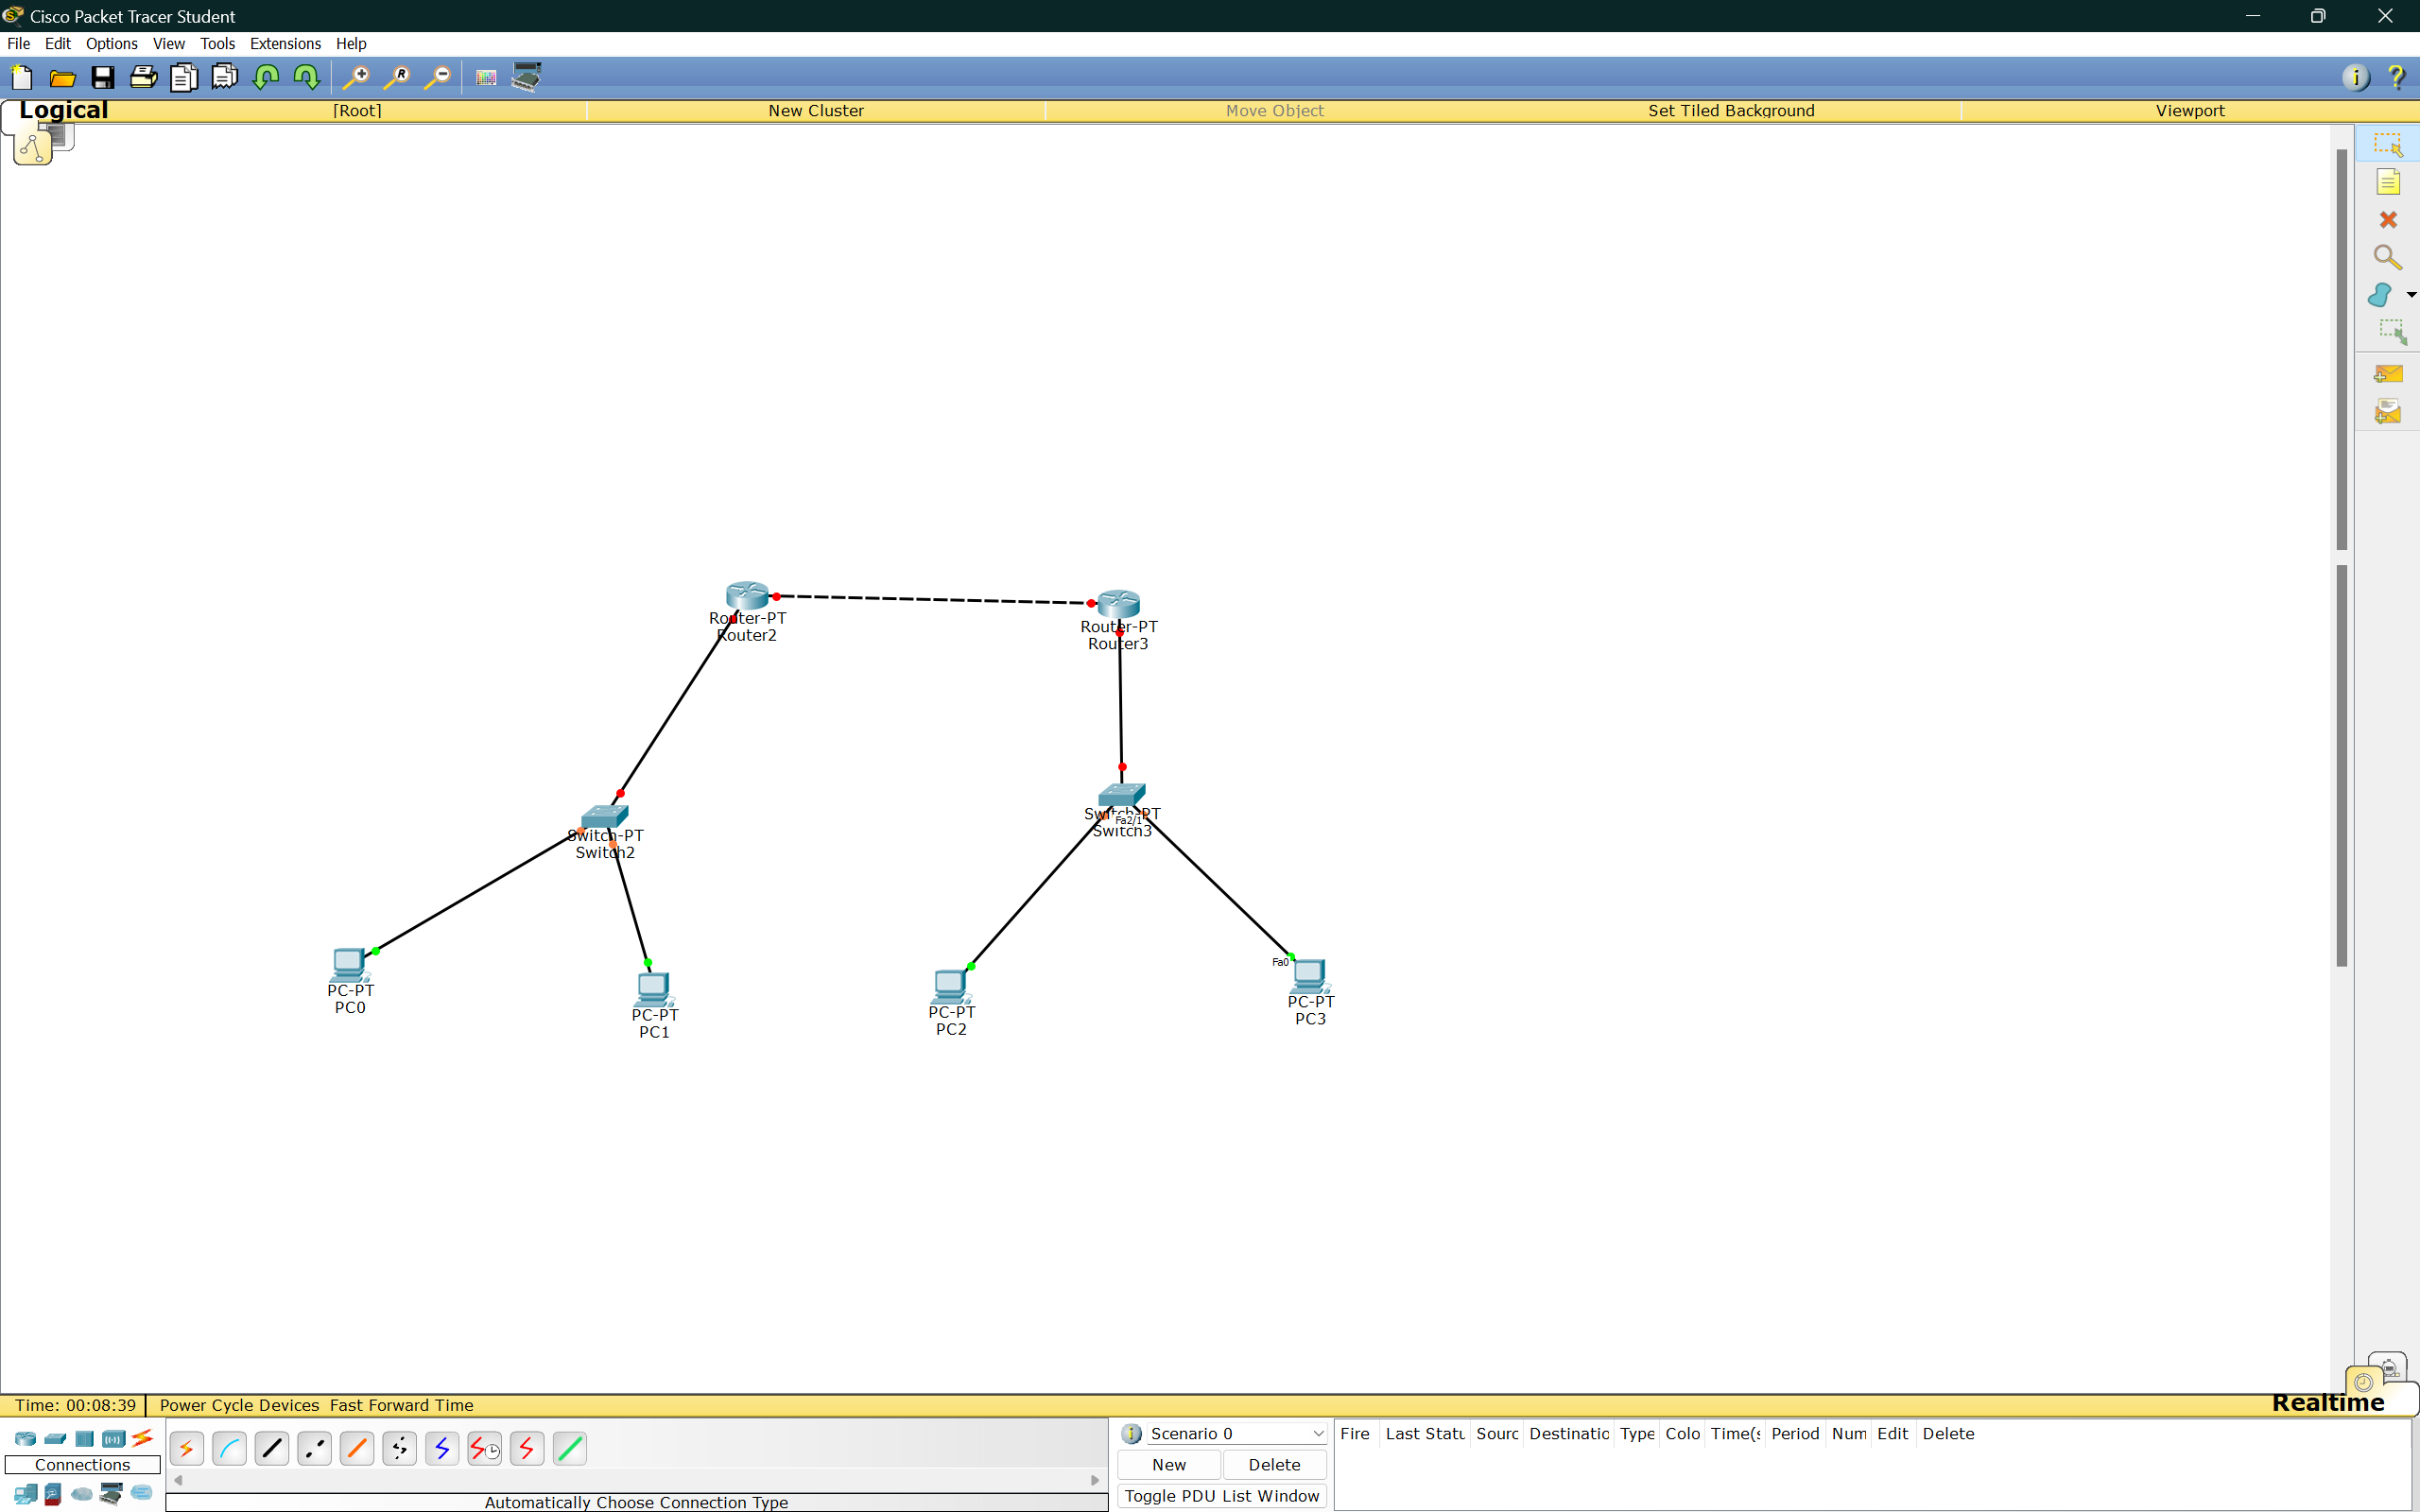 Cisco Packet Tracer Student
File Edit Options View Tools Extensions Help
Logical [Root] New Cluster Move Object Set Tiled Background Viewport
Router-PT
Router2
Router-PT
Router3
Switch-PT
Switch2
Switch-PT
Fa2/1
Switch3
PC-PT
PC0
PC-PT
PC1
PC-PT
PC2
Fa0
PC-PT
PC3
Time: 00:08:39 Power Cycle Devices Fast Forward Time Realtime
Connections
Automatically Choose Connection Type
Scenario 0
New Delete
Toggle PDU List Window
Fire Last Statu Sourc Destinatio Type Colo Time(s Period Num Edit Delete